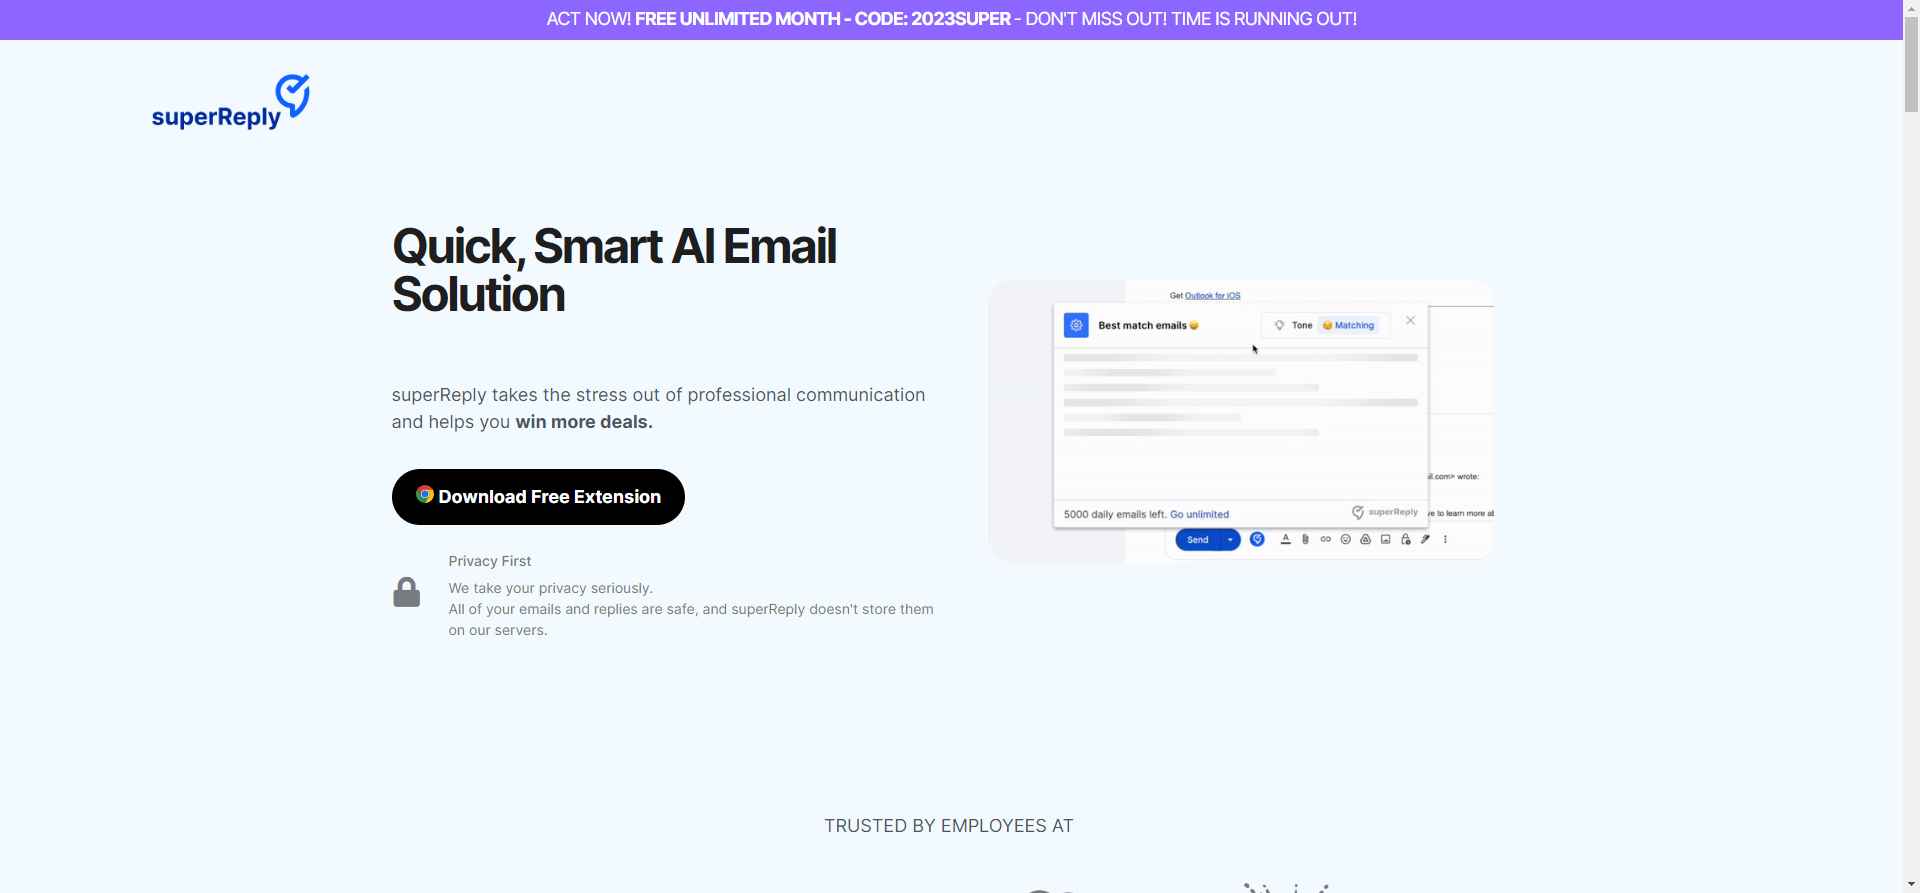 ACT NOW! FREE UNLIMITED MONTH - CODE: 2023SUPER - DON'T MISS OUT! TIME IS RUNNING OUT!
superReply
Quick, Smart AI Email
Solution
superReply takes the stress out of professional communication
and helps you win more deals.
Download Free Extension
Privacy First
We take your privacy seriously.
All of your emails and replies are safe, and superReply doesn't store them
on our servers.
Get Outlook for iOS
Best match emails
Tone
Matching
5000 daily emails left. Go unlimited
superReply
wrote:
to learn more
Send
TRUSTED BY EMPLOYEES AT